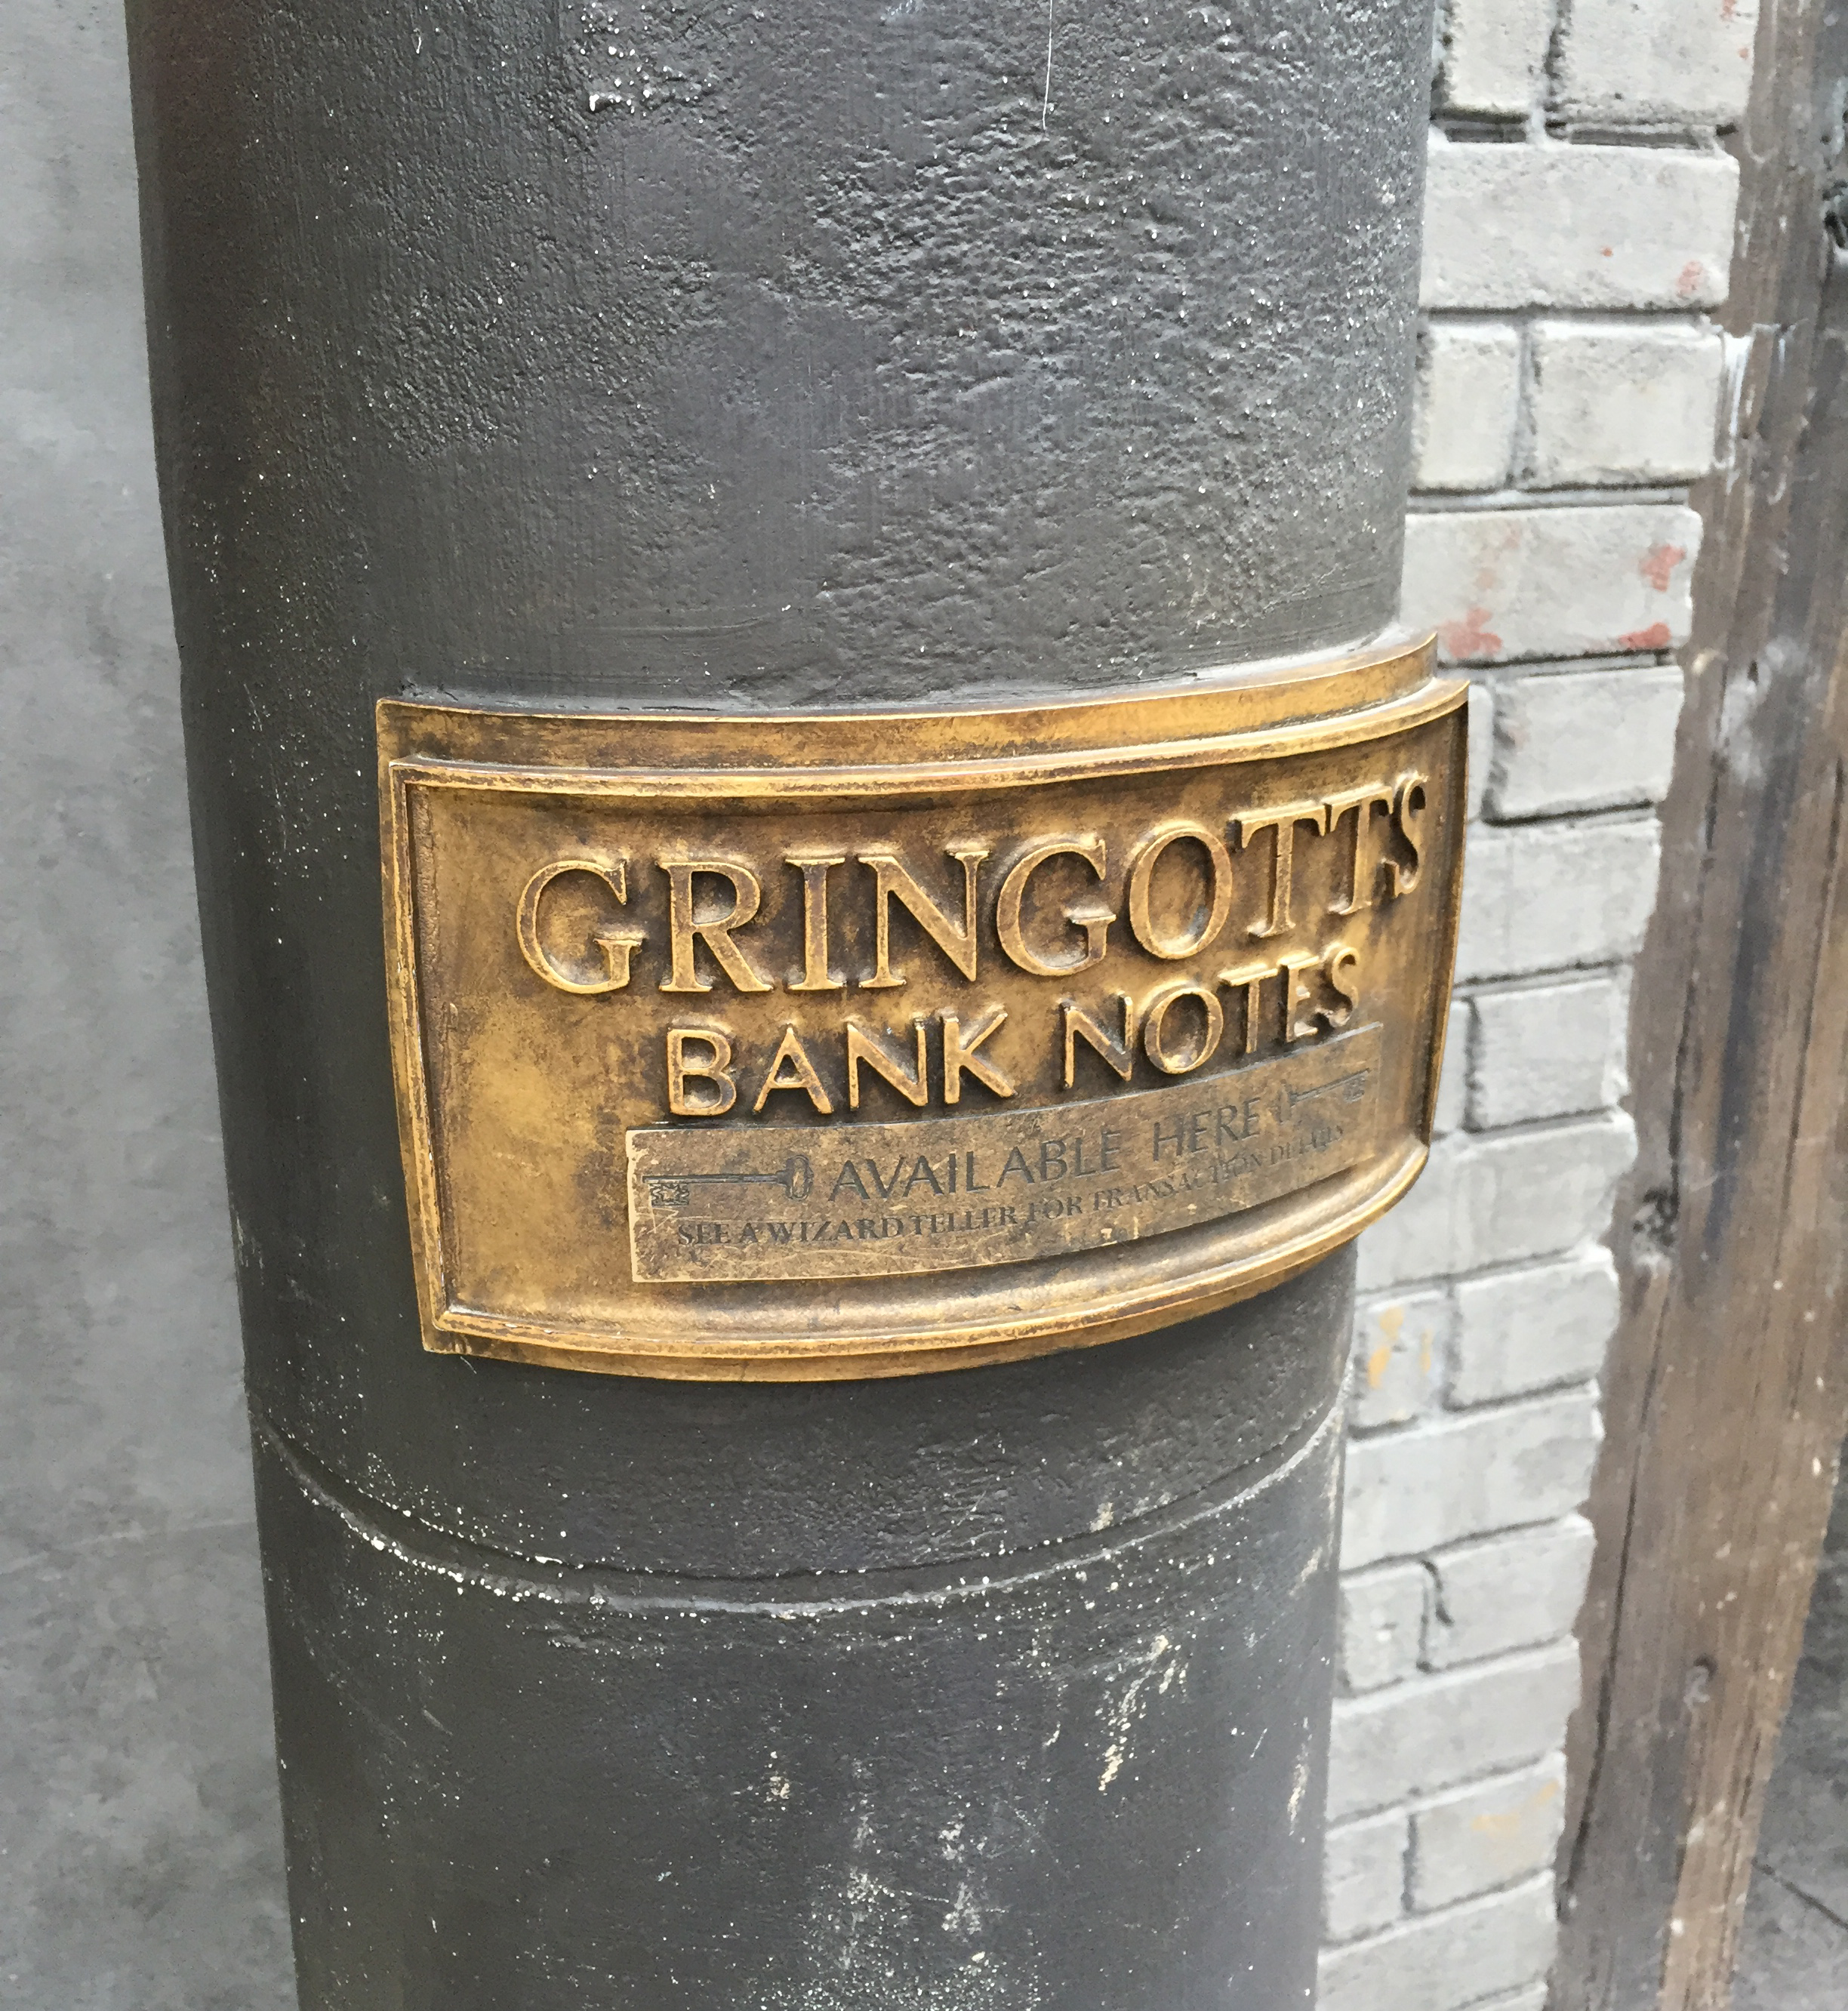 GRINGOTTS
BANK NOTES
AVAILABLE HERE
SEE A WIZARD TELLER FOR TRANSACTION DETAILS